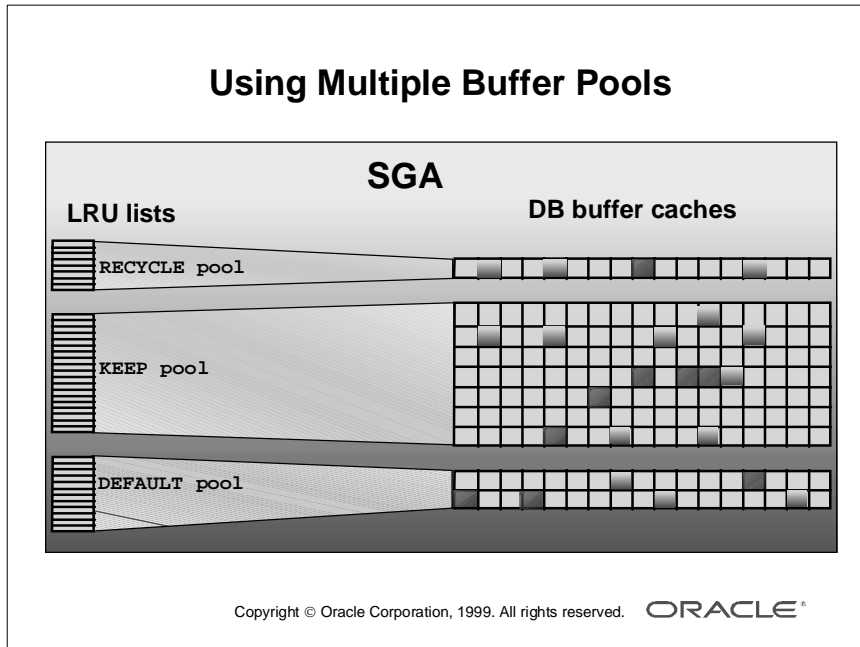 Using Multiple Buffer Pools
SGA
LRU lists
DB buffer caches
RECYCLE pool
KEEP pool
DEFAULT pool
Copyright © Oracle Corporation, 1999. All rights reserved. ORACLE®